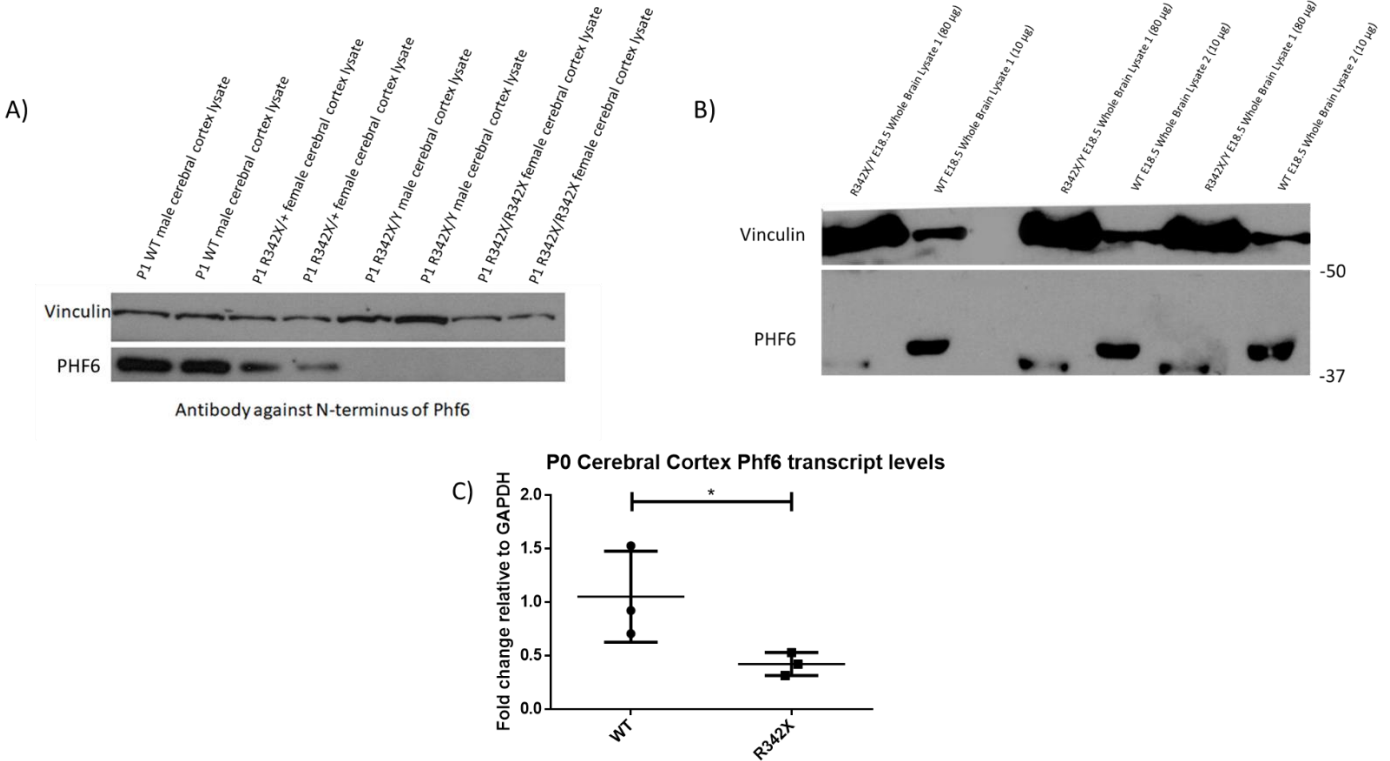 A)
P1 WT male cerebral cortex lysate
P1 WT male cerebral cortex lysate
P1 R342X/+ female cerebral cortex lysate
P1 R342X/+ female cerebral cortex lysate
P1 R342X/Y male cerebral cortex lysate
P1 R342X/Y male cerebral cortex lysate
P1 R342X/R342X female cerebral cortex lysate
P1 R342X/R342X female cerebral cortex lysate
Vinculin
PHF6
Antibody against N-terminus of Phf6
B)
R342X/Y E18.5 Whole Brain Lysate 1 (80 µg)
WT E18.5 Whole Brain Lysate 1 (10 µg)
R342X/Y E18.5 Whole Brain Lysate 1 (80 µg)
WT E18.5 Whole Brain Lysate 2 (10 µg)
R342X/Y E18.5 Whole Brain Lysate 1 (80 µg)
WT E18.5 Whole Brain Lysate 2 (10 µg)
Vinculin
-50
PHF6
-37
C)
P0 Cerebral Cortex Phf6 transcript levels
Fold change relative to GAPDH
2.0
1.5
1.0
0.5
0.0
*
WT
R342X